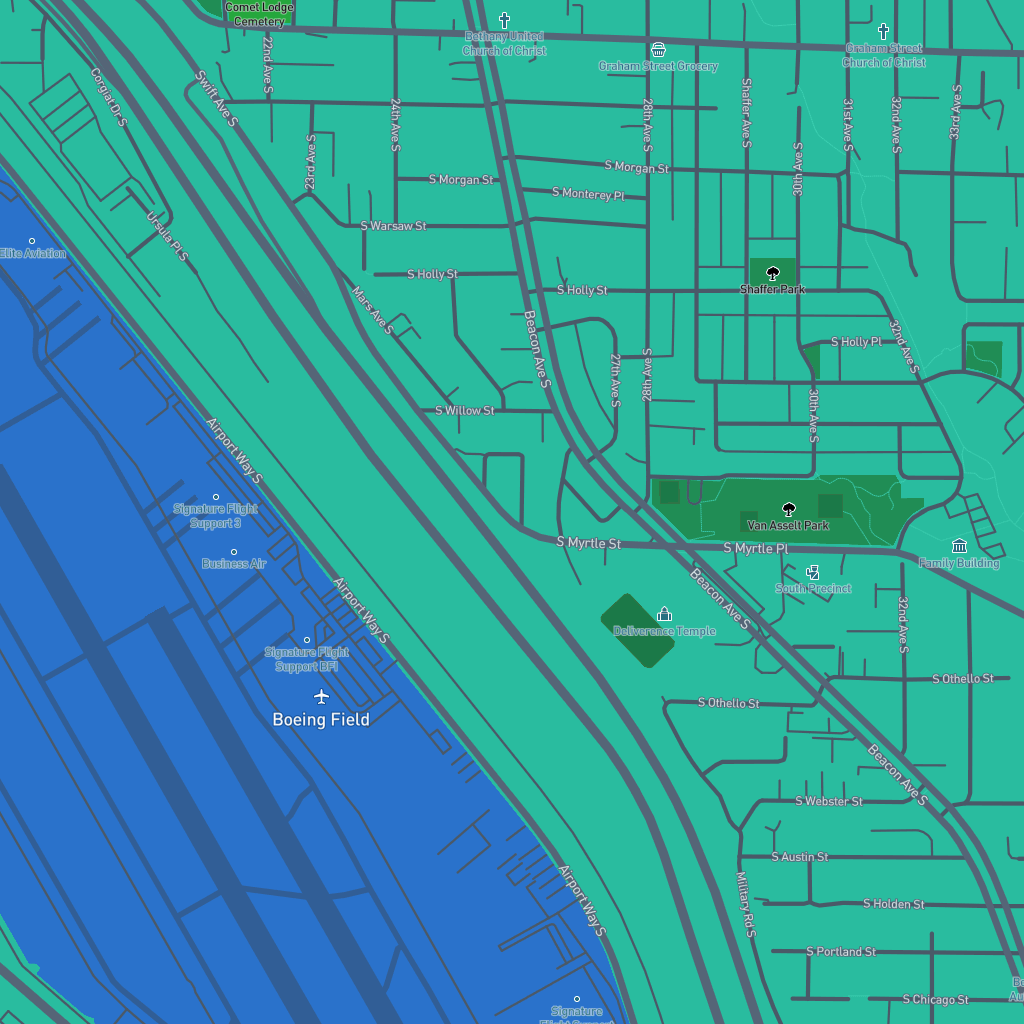 Comet Lodge
Cemetery
Bethany United
Church of Christ
Graham Street Grocery
Graham Street
Church of Christ
22nd Ave S
Swift Ave S
Corgiat Dr S
24th Ave S
28th Ave S
Shaffer Ave S
31st Ave S
32nd Ave S
33rd Ave S
23rd Ave S
30th Ave S
S Morgan St
S Morgan St
S Monterey Pl
Ursula Pl S
S Warsaw St
Elite Aviation
S Holly St
S Holly St
Shaffer Park
Mars Ave S
Beacon Ave S
27th Ave S
28th Ave S
S Holly Pl
32nd Ave S
30th Ave S
S Willow St
Airport Way S
Signature Flight
Support 3
Business Air
Van Asselt Park
S Myrtle St
S Myrtle Pl
Family Building
South Precinct
Beacon Ave S
Airport Way S
32nd Ave S
Deliverence Temple
Signature Flight
Support BFI
Boeing Field
S Othello St
S Othello St
Beacon Ave S
S Webster St
S Austin St
Airport Way S
Military Rd S
S Holden St
S Portland St
S Chicago St
Signature